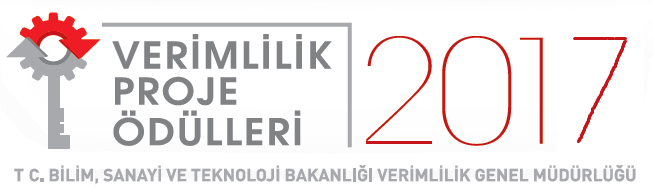 VERİMLİLİK
PROJE
ÖDÜLLERİ
2017
T C. BİLİM, SANAYİ VE TEKNOLOJİ BAKANLIĞI VERİMLİLİK GENEL MÜDÜRLÜĞÜ